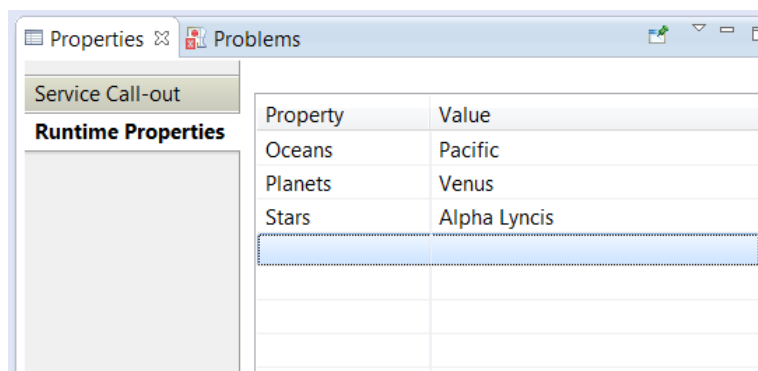 Properties Problems
Service Call-out
Runtime Properties
Property Value
Oceans Pacific
Planets Venus
Stars Alpha Lyncis